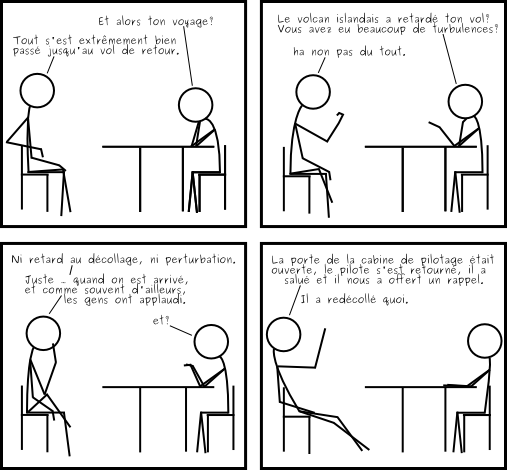 Et alors ton voyage?
Tout s'est extrêmement bien
passé jusqu'au vol de retour.
Le volcan islandais a retardé ton vol?
Vous avez eu beaucoup de turbulences?
ha non pas du tout.
Ni retard au décollage, ni perturbation.
Juste … quand on est arrivé,
et comme souvent d'ailleurs,
les gens ont applaudi.
et?
La porte de la cabine de pilotage était
ouverte, le pilote s'est retourné, il a
salué et il nous a offert un rappel.
Il a redécollé quoi.